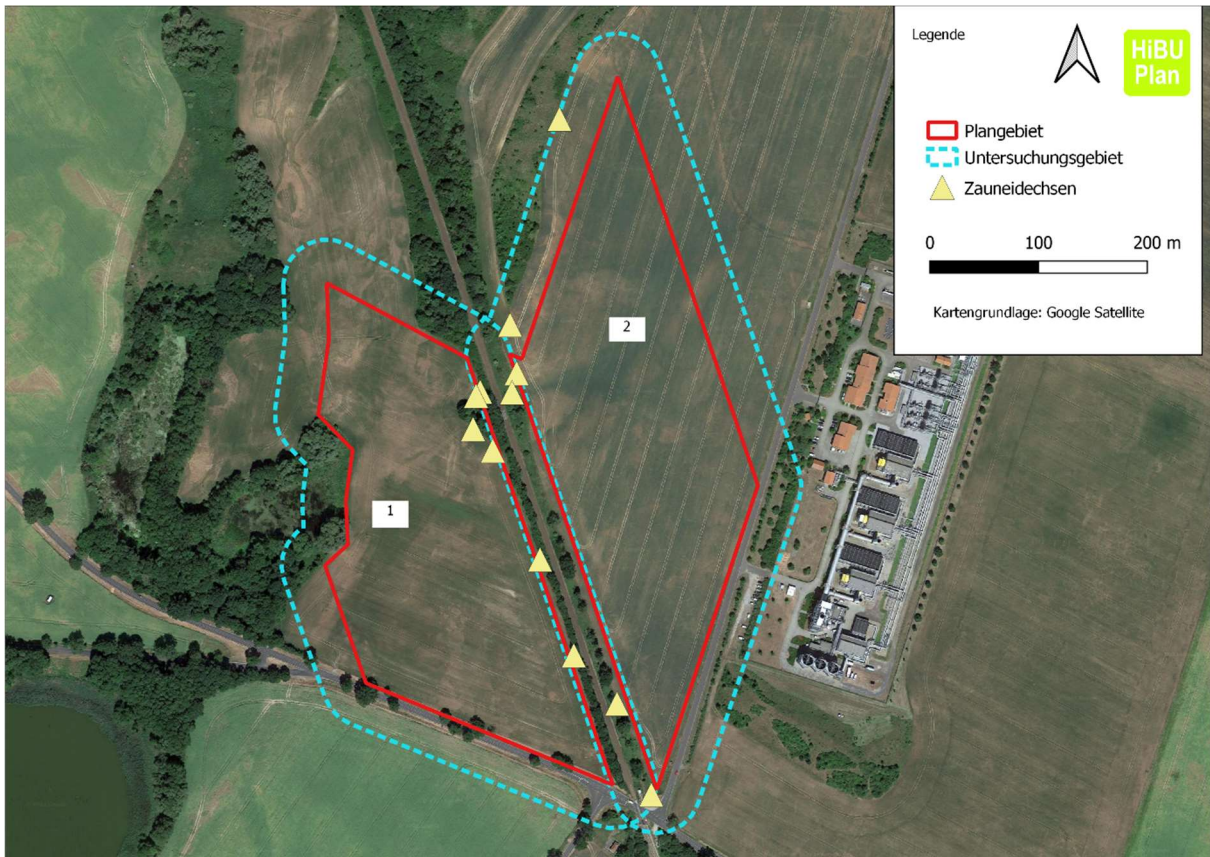 Legende
HiBU
Plan
Plangebiet
Untersuchungsgebiet
Zauneidechsen
0 100 200 m
Kartengrundlage: Google Satellite
2
1